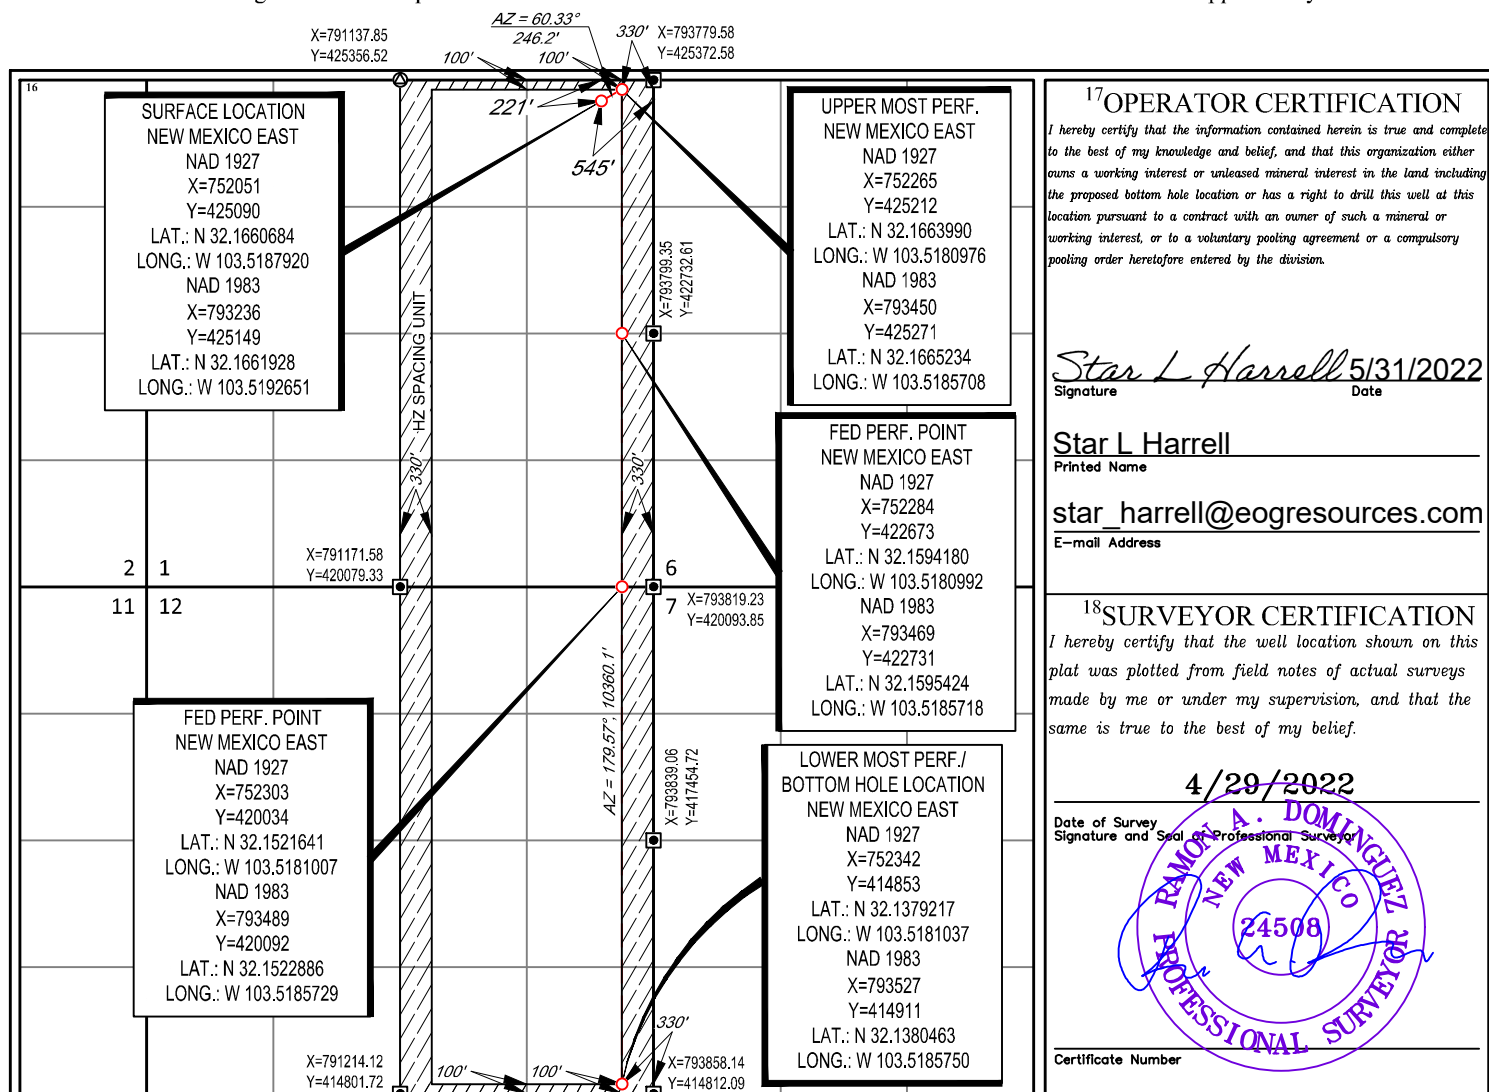 AZ = 60.33°
246.2'
X=791137.85
Y=425356.52
100'
100'
330'
X=793779.58
Y=425372.58
16
221'
545'
SURFACE LOCATION
NEW MEXICO EAST
NAD 1927
X=752051
Y=425090
LAT.: N 32.1660684
LONG.: W 103.5187920
NAD 1983
X=793236
Y=425149
LAT.: N 32.1661928
LONG.: W 103.5192651
UPPER MOST PERF.
NEW MEXICO EAST
NAD 1927
X=752265
Y=425212
LAT.: N 32.1663990
LONG.: W 103.5180976
NAD 1983
X=793450
Y=425271
LAT.: N 32.1665234
LONG.: W 103.5185708
X=793799.35
Y=422732.61
HZ SPACING UNIT
330'
330'
FED PERF. POINT
NEW MEXICO EAST
NAD 1927
X=752284
Y=422673
LAT.: N 32.1594180
LONG.: W 103.5180992
NAD 1983
X=793469
Y=422731
LAT.: N 32.1595424
LONG.: W 103.5185718
X=791171.58
Y=420079.33
2 1
11 12
6
7
X=793819.23
Y=420093.85
AZ = 179.57°, 10360.1'
FED PERF. POINT
NEW MEXICO EAST
NAD 1927
X=752303
Y=420034
LAT.: N 32.1521641
LONG.: W 103.5181007
NAD 1983
X=793489
Y=420092
LAT.: N 32.1522886
LONG.: W 103.5185729
X=793839.06
Y=417454.72
LOWER MOST PERF./
BOTTOM HOLE LOCATION
NEW MEXICO EAST
NAD 1927
X=752342
Y=414853
LAT.: N 32.1379217
LONG.: W 103.5181037
NAD 1983
X=793527
Y=414911
LAT.: N 32.1380463
LONG.: W 103.5185750
X=791214.12
Y=414801.72
100'
100'
330'
X=793858.14
Y=414812.09
17OPERATOR CERTIFICATION
I hereby certify that the information contained herein is true and complete
to the best of my knowledge and belief, and that this organization either
owns a working interest or unleased mineral interest in the land including
the proposed bottom hole location or has a right to drill this well at this
location pursuant to a contract with an owner of such a mineral or
working interest, or to a voluntary pooling agreement or a compulsory
pooling order heretofore entered by the division.
Star L Harrell 5/31/2022
Signature Date
Star L Harrell
Printed Name
star_harrell@eogresources.com
E-mail Address
18SURVEYOR CERTIFICATION
I hereby certify that the well location shown on this
plat was plotted from field notes of actual surveys
made by me or under my supervision, and that the
same is true to the best of my belief.
4/29/2022
Date of Survey
Signature and Seal of Professional Surveyor
RAMON A. DOMINGUEZ
NEW MEXICO
24508
PROFESSIONAL SURVEYOR
Certificate Number